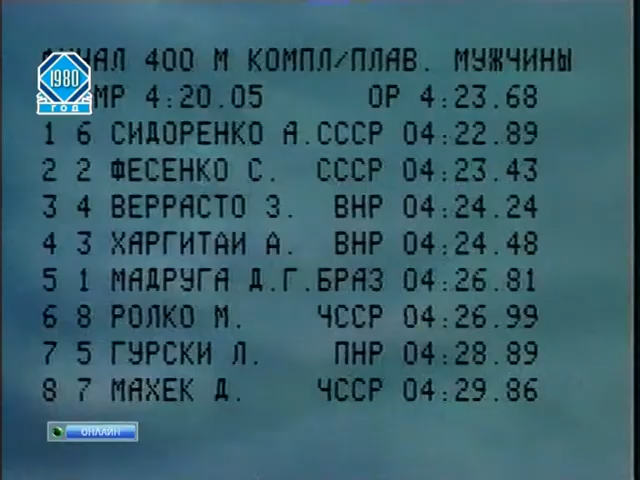 ФИНАЛ 400 М КОМПЛ/ПЛАВ. МУЖЧИНЫ
1980
ГОД
МР 4:20.05 ОР 4:23.68
1 6 СИДОРЕНКО А.СССР 04:22.89
2 2 ФЕСЕНКО С. СССР 04:23.43
3 4 ВЕРРАСТО З. ВНР 04:24.24
4 3 ХАРГИТАИ А. ВНР 04:24.48
5 1 МАДРУГА Д.Г.БРАЗ 04:26.81
6 8 РОЛКО М. ЧССР 04:26.99
7 5 ГУРСКИ Л. ПНР 04:28.89
8 7 МАХЕК Д. ЧССР 04:29.86
ОНЛАЙН